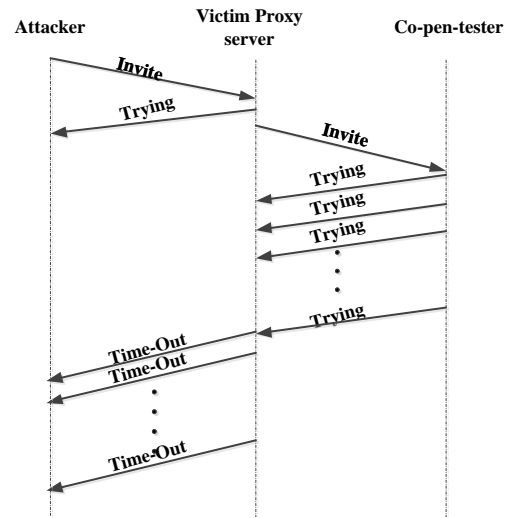 Attacker
Victim Proxy
server
Co-pen-tester
Invite
Trying
Invite
Trying
Trying
Trying
Trying
Time-Out
Time-Out
Time-Out